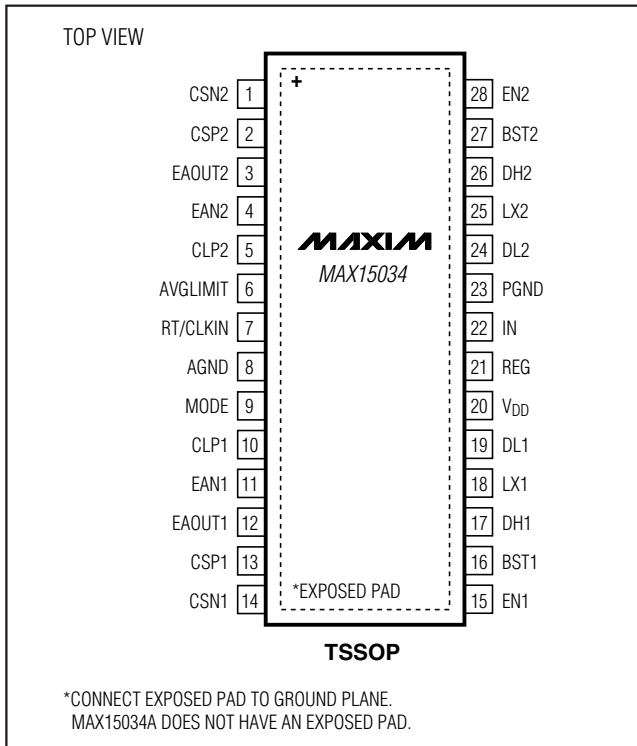 TOP VIEW
+
CSN2 1
CSP2 2
EAOUT2 3
EAN2 4
CLP2 5
AVGLIMIT 6
RT/CLKIN 7
AGND 8
MODE 9
CLP1 10
EAN1 11
EAOUT1 12
CSP1 13
CSN1 14
MAXIM
MAX15034
28 EN2
27 BST2
26 DH2
25 LX2
24 DL2
23 PGND
22 IN
21 REG
20 VDD
19 DL1
18 LX1
17 DH1
16 BST1
15 EN1
*EXPOSED PAD
TSSOP
*CONNECT EXPOSED PAD TO GROUND PLANE.
MAX15034A DOES NOT HAVE AN EXPOSED PAD.